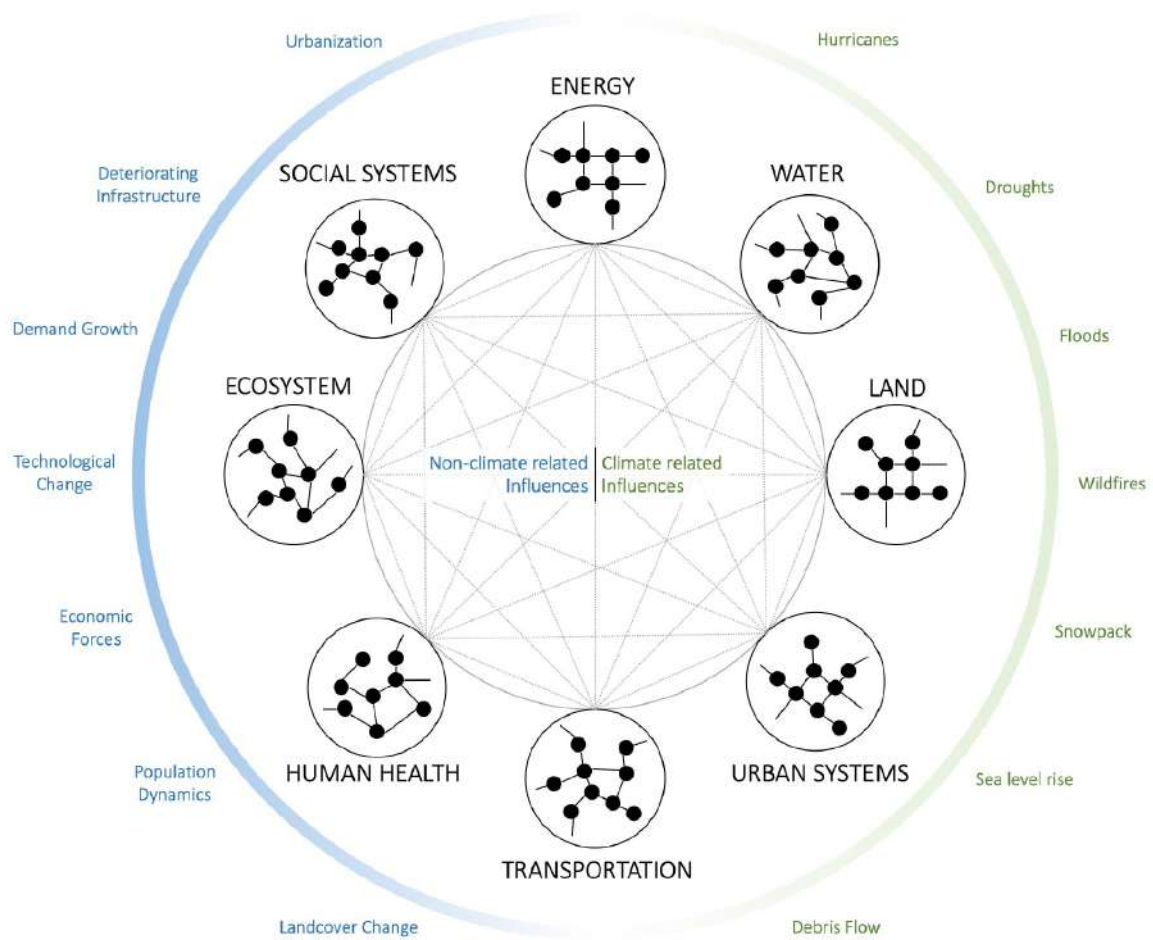 Urbanization
Hurricanes
ENERGY
SOCIAL SYSTEMS
WATER
Deteriorating
Infrastructure
Droughts
Demand Growth
Floods
ECOSYSTEM
LAND
Technological
Change
Non-climate related
Influences
Climate related
Influences
Wildfires
Economic
Forces
Snowpack
Population
Dynamics
HUMAN HEALTH
URBAN SYSTEMS
Sea level rise
TRANSPORTATION
Landcover Change
Debris Flow